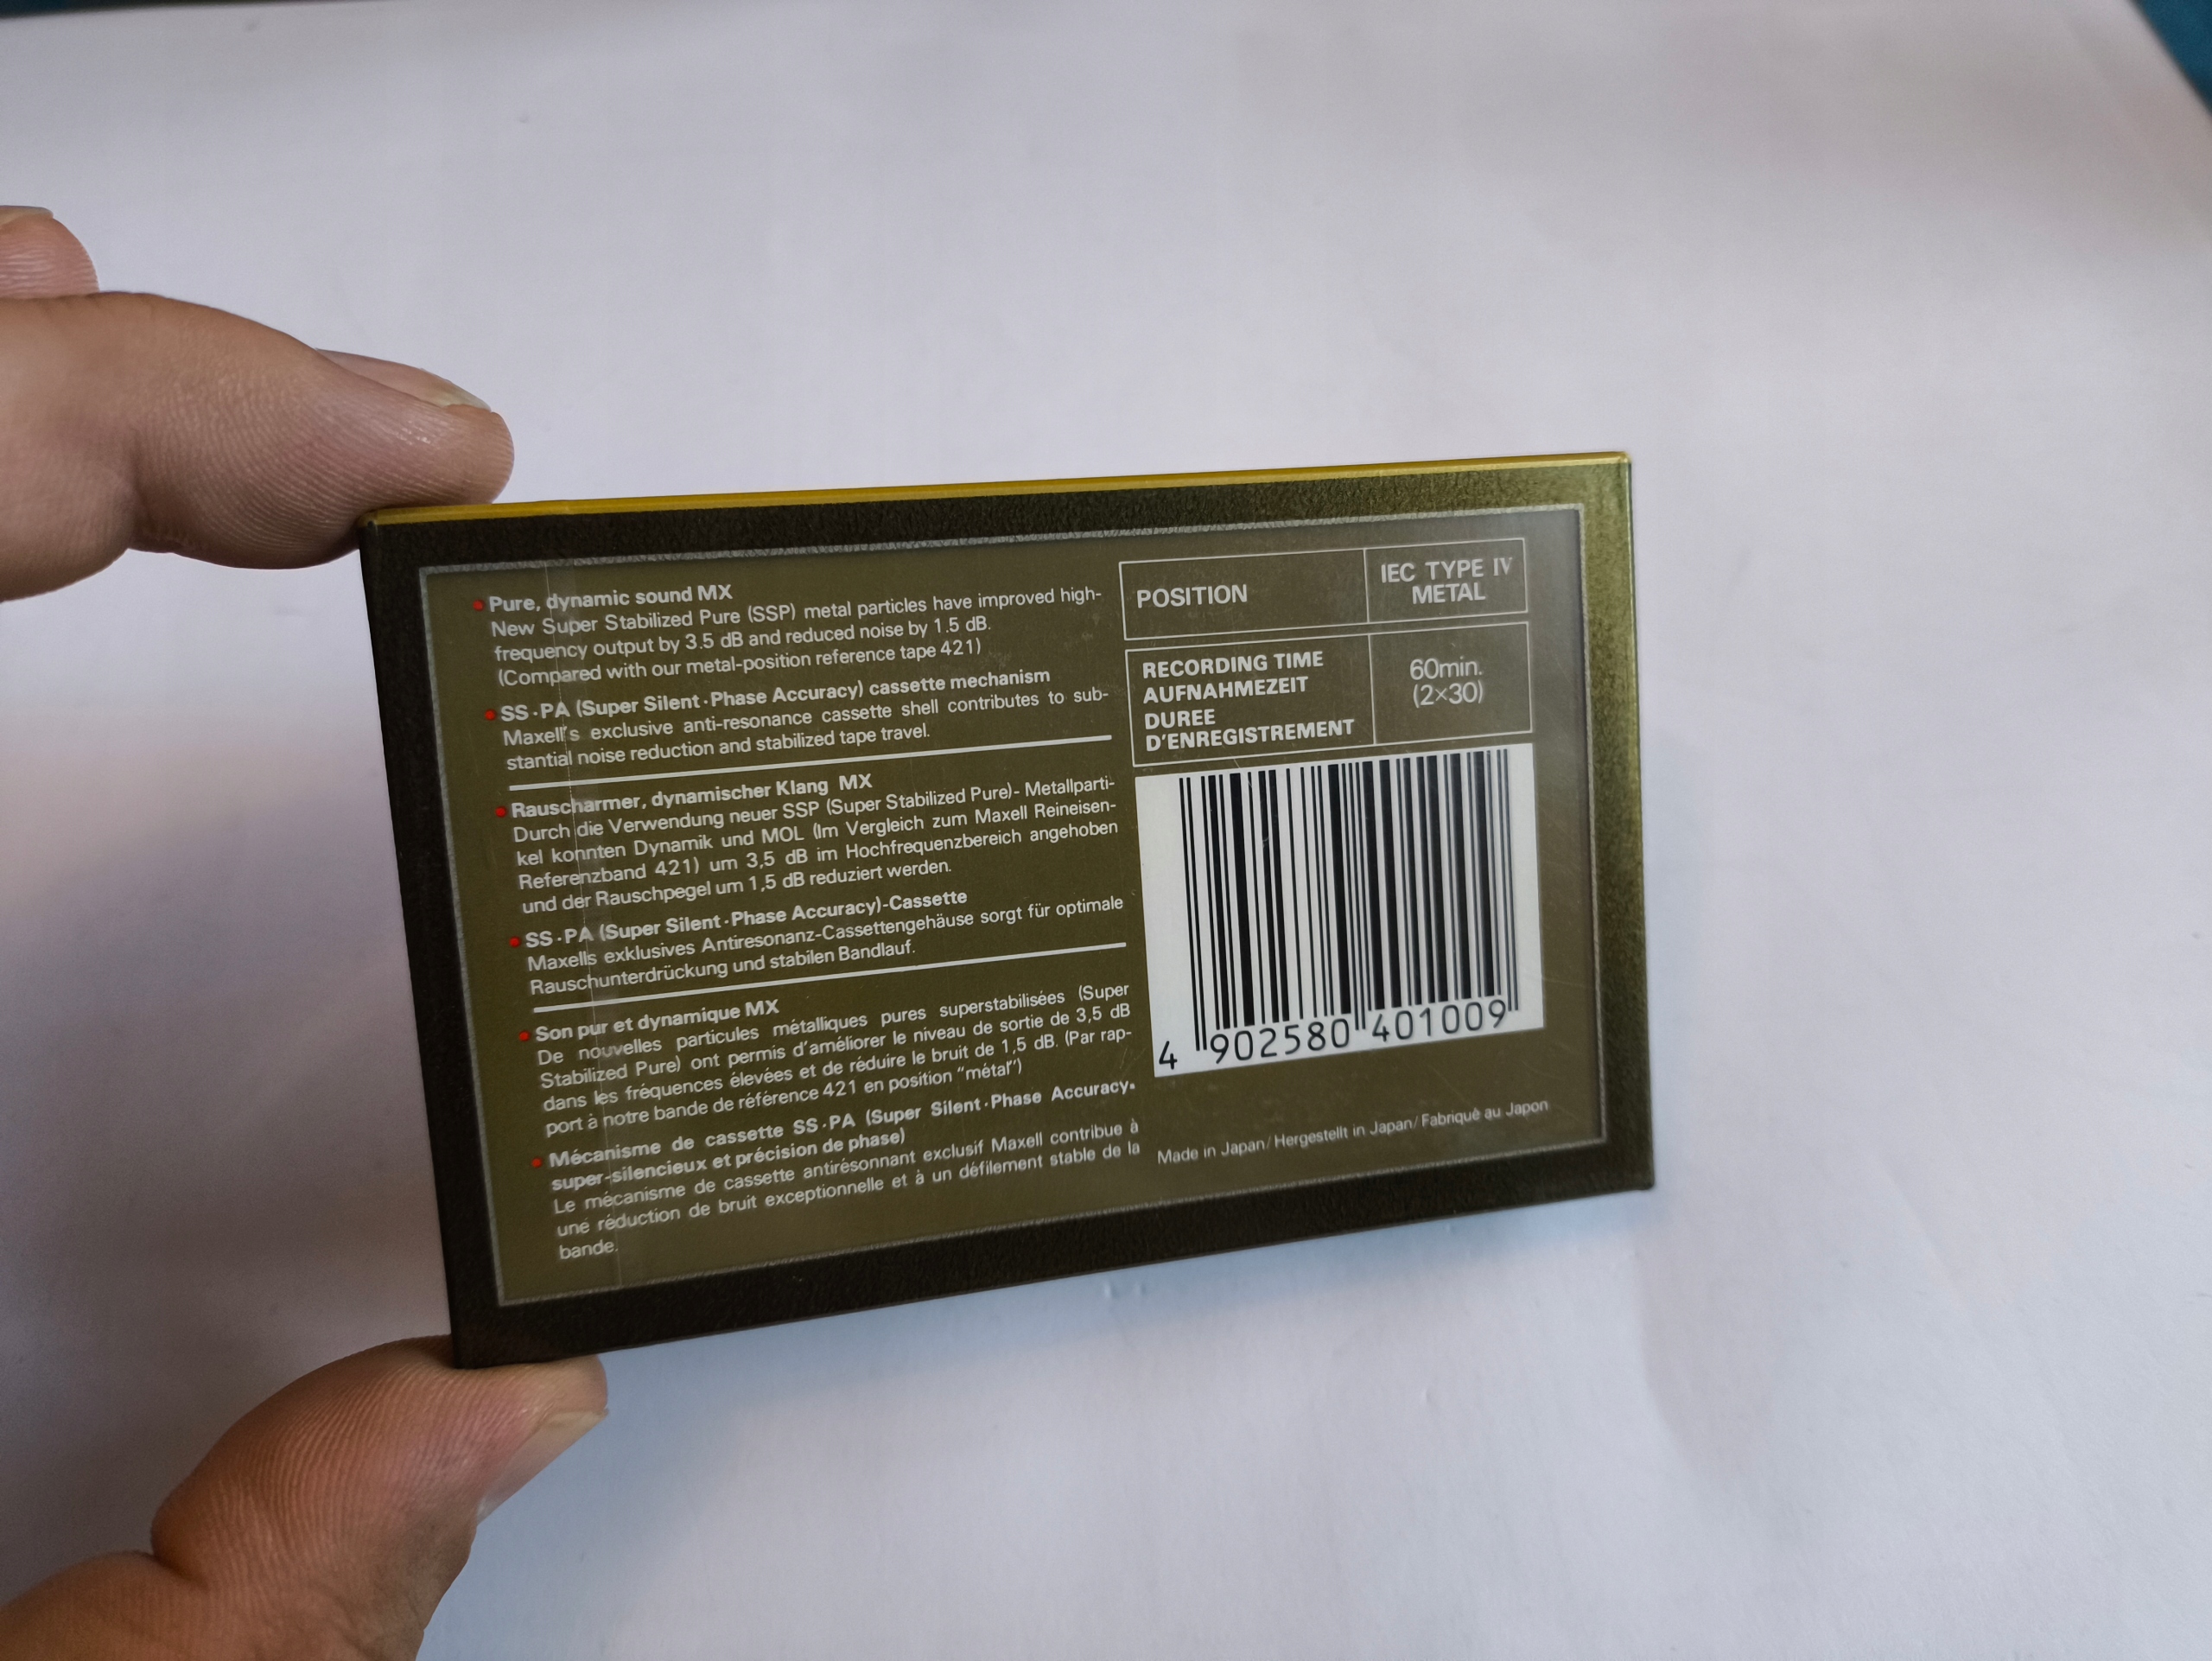 Pure, dynamic sound MX
New Super Stabilized Pure (SSP) metal particles have improved high-
frequency output by 3.5 dB and reduced noise by 1.5 dB.
(Compared with our metal-position reference tape 421)
SS·PA (Super Silent·Phase Accuracy) cassette mechanism
Maxell's exclusive anti-resonance cassette shell contributes to sub-
stantial noise reduction and stabilized tape travel.
Rauscharmer, dynamischer Klang MX
Durch die Verwendung neuer SSP (Super Stabilized Pure)- Metallparti-
kel konnten Dynamik und MOL (Im Vergleich zum Maxell Reineisen-
Referenzband 421) um 3,5 dB im Hochfrequenzbereich angehoben
und der Rauschpegel um 1,5 dB reduziert werden.
SS·PA (Super Silent·Phase Accuracy)-Cassette
Maxells exklusives Antiresonanz-Cassettengehäuse sorgt für optimale
Rauschunterdrückung und stabilen Bandlauf.
Son pur et dynamique MX
De nouvelles particules métalliques pures superstabilisées (Super
Stabilized Pure) ont permis d'améliorer le niveau de sortie de 3,5 dB
dans les fréquences élevées et de réduire le bruit de 1,5 dB. (Par rap-
port à notre bande de référence 421 en position "métal")
Mécanisme de cassette SS·PA (Super Silent·Phase Accuracy·
super-silencieux et précision de phase)
Le mécanisme de cassette antirésonnant exclusif Maxell contribue à
une réduction de bruit exceptionnelle et à un défilement stable de la
bande.
POSITION
IEC TYPE IV
METAL
RECORDING TIME
AUFNAHMEZEIT
DUREE
D'ENREGISTREMENT
60min.
(2×30)
4 902580 401009
Made in Japan/Hergestellt in Japan/Fabriqué au Japon